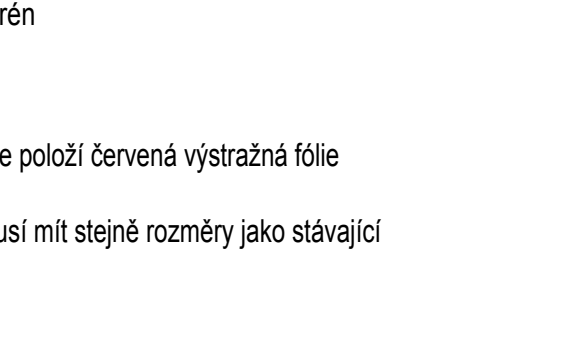 rén
e položí červená výstražná fólie
usí mít stejně rozměry jako stávající